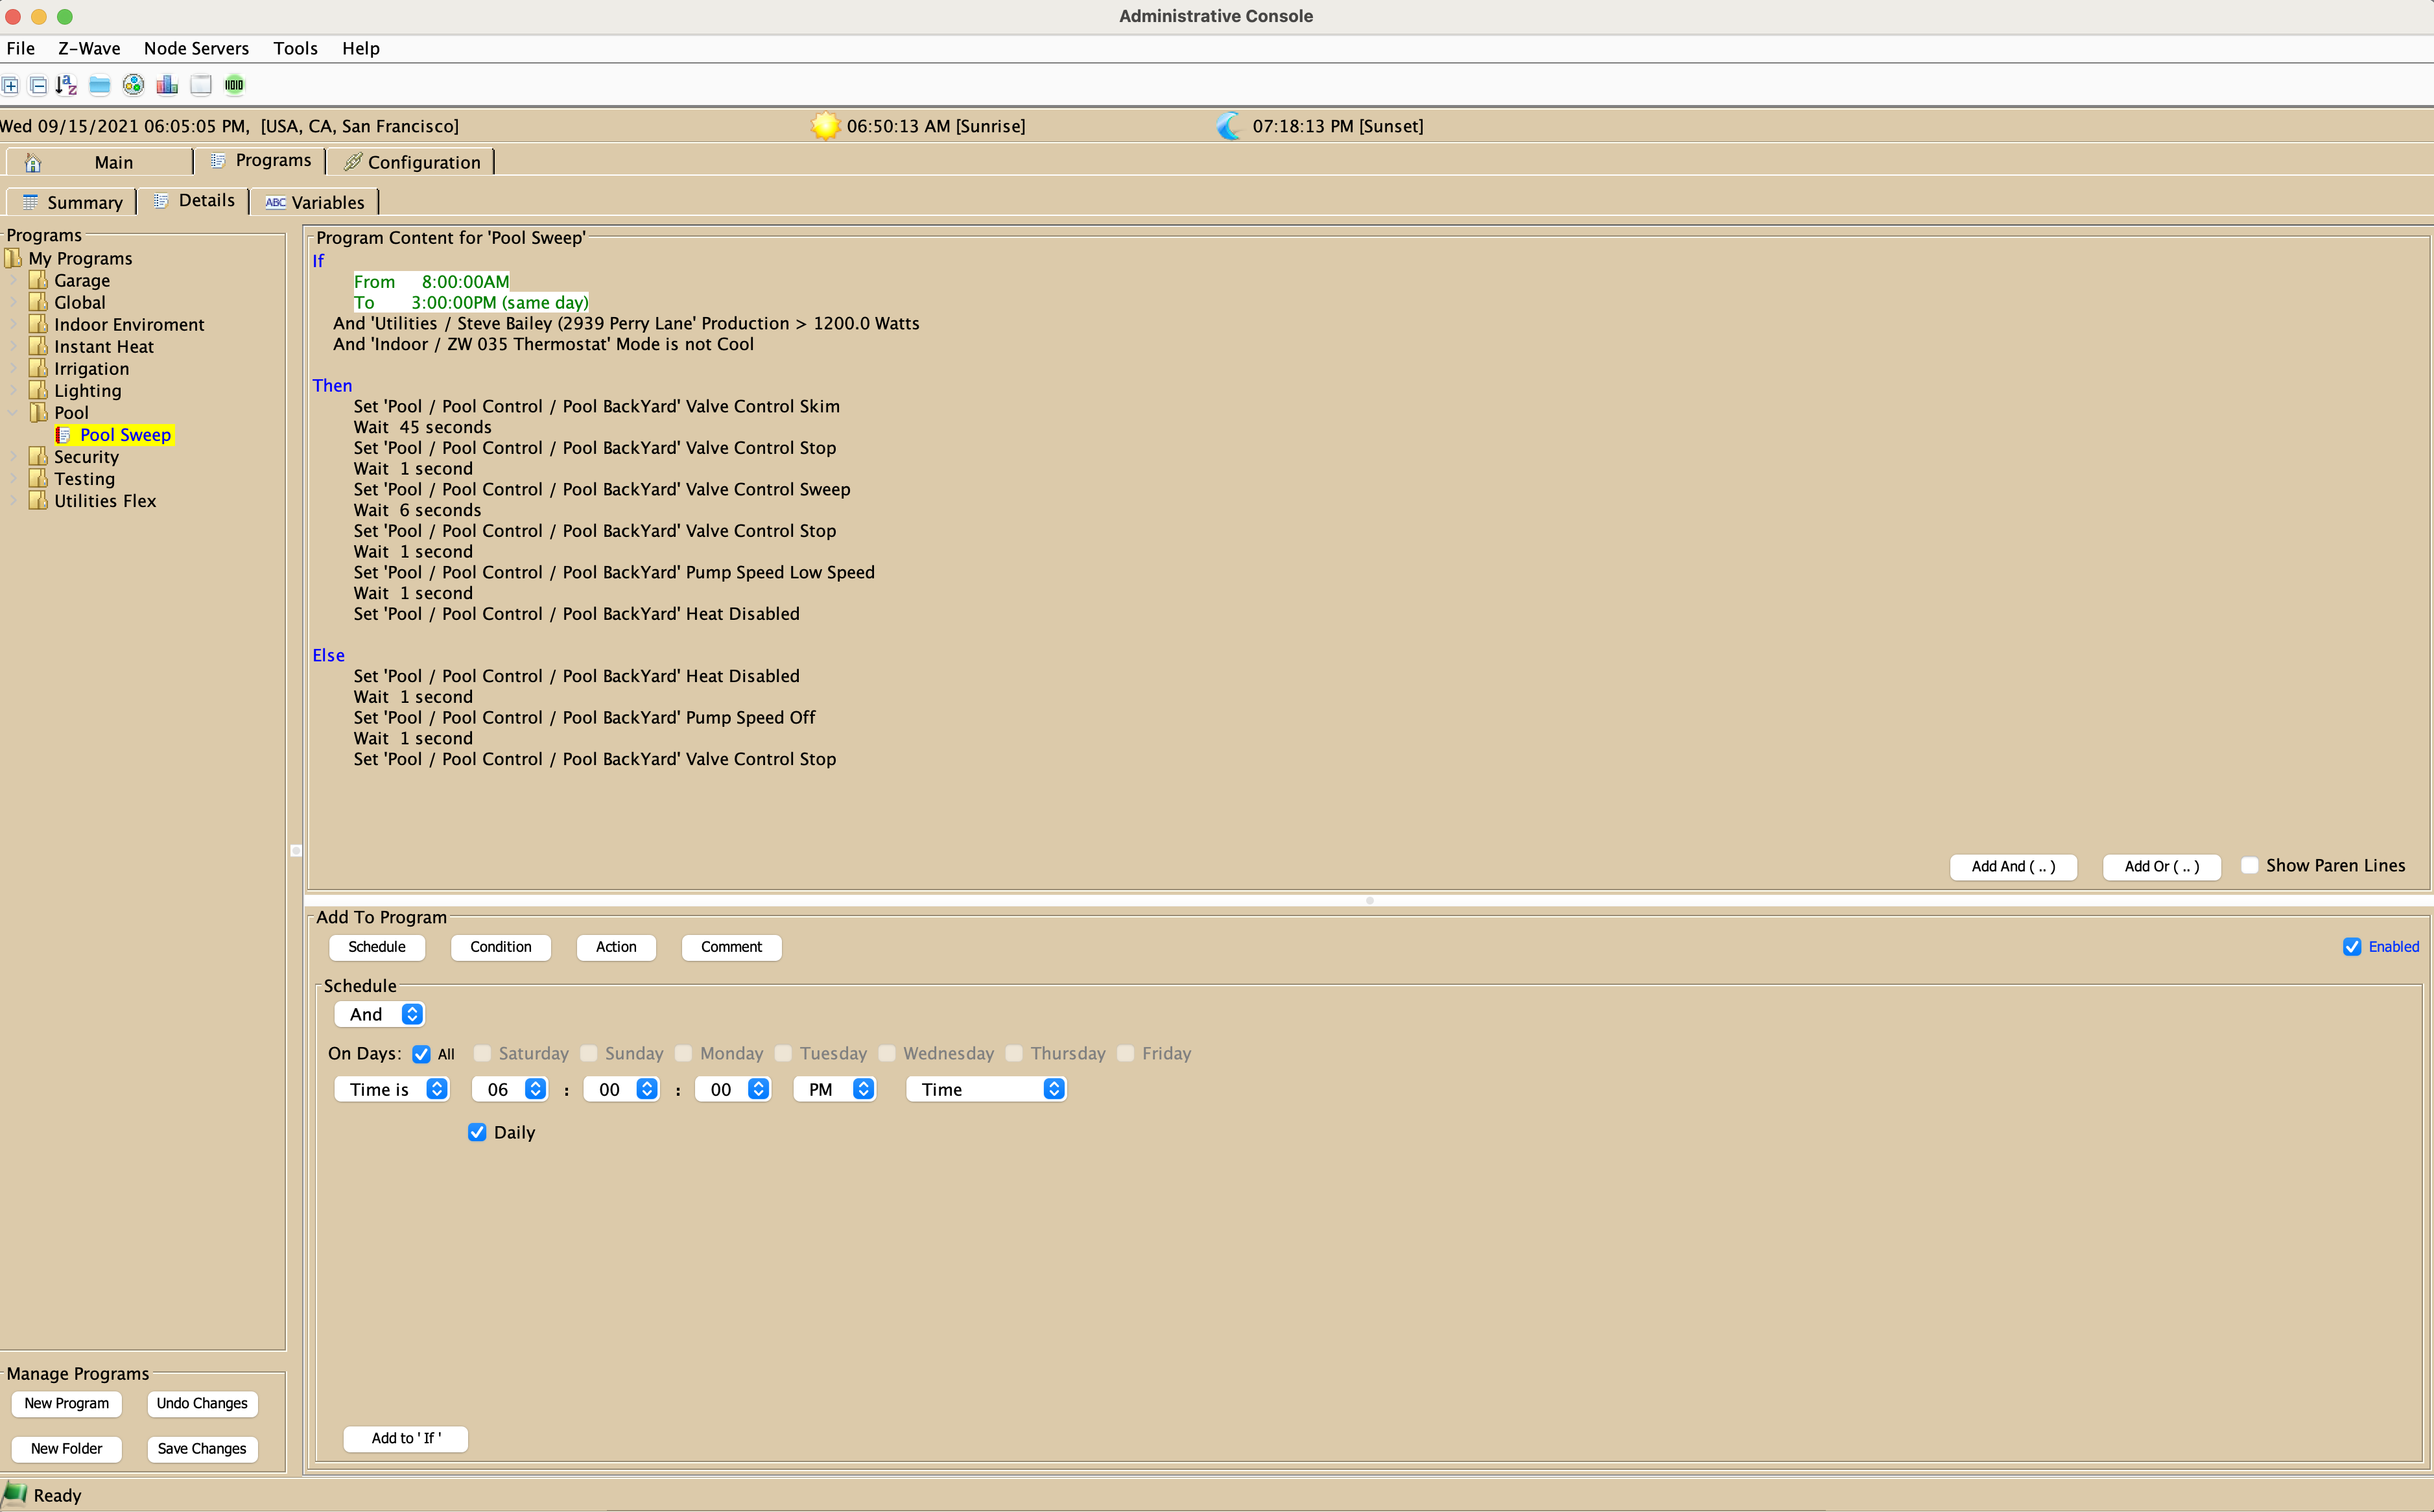 Administrative Console
File Z-Wave Node Servers Tools Help
Wed 09/15/2021 06:05:05 PM, [USA, CA, San Francisco] 06:50:13 AM [Sunrise] 07:18:13 PM [Sunset]
Main Programs Configuration
Summary Details ABC Variables
Programs
My Programs
Garage
Global
Indoor Enviroment
Instant Heat
Irrigation
Lighting
Pool
Pool Sweep
Security
Testing
Utilities Flex
Program Content for 'Pool Sweep'
If
From 8:00:00AM
To 3:00:00PM (same day)
And 'Utilities / Steve Bailey (2939 Perry Lane' Production > 1200.0 Watts
And 'Indoor / ZW 035 Thermostat' Mode is not Cool
Then
Set 'Pool / Pool Control / Pool BackYard' Valve Control Skim
Wait 45 seconds
Set 'Pool / Pool Control / Pool BackYard' Valve Control Stop
Wait 1 second
Set 'Pool / Pool Control / Pool BackYard' Valve Control Sweep
Wait 6 seconds
Set 'Pool / Pool Control / Pool BackYard' Valve Control Stop
Wait 1 second
Set 'Pool / Pool Control / Pool BackYard' Pump Speed Low Speed
Wait 1 second
Set 'Pool / Pool Control / Pool BackYard' Heat Disabled
Else
Set 'Pool / Pool Control / Pool BackYard' Heat Disabled
Wait 1 second
Set 'Pool / Pool Control / Pool BackYard' Pump Speed Off
Wait 1 second
Set 'Pool / Pool Control / Pool BackYard' Valve Control Stop
Add And ( .. ) Add Or ( .. ) Show Paren Lines
Add To Program
Schedule Condition Action Comment Enabled
Schedule
And
On Days: All Saturday Sunday Monday Tuesday Wednesday Thursday Friday
Time is 06 : 00 : 00 PM Time
Daily
Add to ' If '
Manage Programs
New Program Undo Changes
New Folder Save Changes
Ready